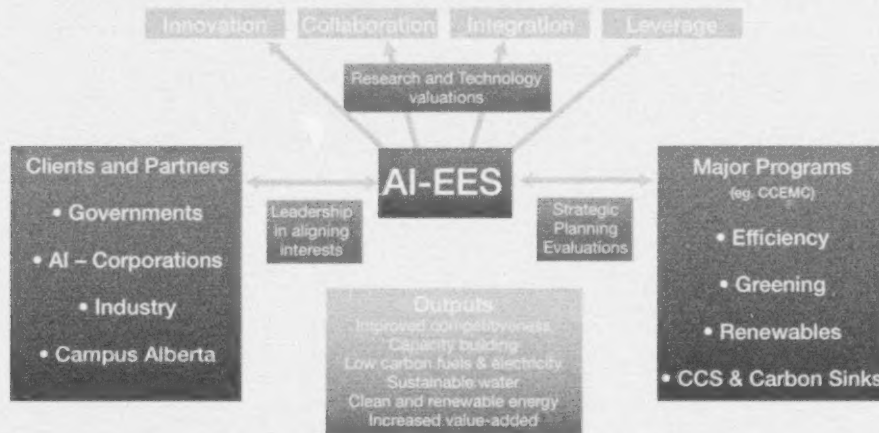 Innovation
Collaboration
Integration
Leverage
Research and Technology
valuations
Clients and Partners
• Governments
• AI – Corporations
• Industry
• Campus Alberta
AI-EES
Leadership
in aligning
interests
Strategic
Planning
Evaluations
Major Programs
(eg. CCEMC)
• Efficiency
• Greening
• Renewables
• CCS & Carbon Sinks
Outputs
Improved competitiveness
Capacity building
Low carbon fuels & electricity
Sustainable water
Clean and renewable energy
Increased value-added